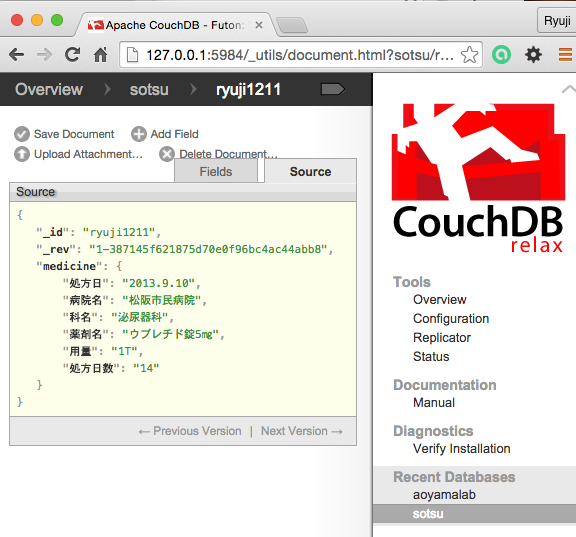 Apache CouchDB - Futon:
Ryuji
127.0.0.1:5984/_utils/document.html?sotsu/r…
Overview
sotsu
ryuji1211
Save Document
Add Field
Upload Attachment…
Delete Document…
Fields
Source
Source
{
"_id": "ryuji1211",
"_rev": "1-387145f621875d70e0f96bc4ac44abb8",
"medicine": {
"処方日": "2013.9.10",
"病院名": "松阪市民病院",
"科名": "泌尿器科",
"薬剤名": "ウブレチド錠5㎎",
"用量": "1T",
"処方日数": "14"
}
}
← Previous Version | Next Version →
CouchDB
relax
Tools
Overview
Configuration
Replicator
Status
Documentation
Manual
Diagnostics
Verify Installation
Recent Databases
aoyamalab
sotsu